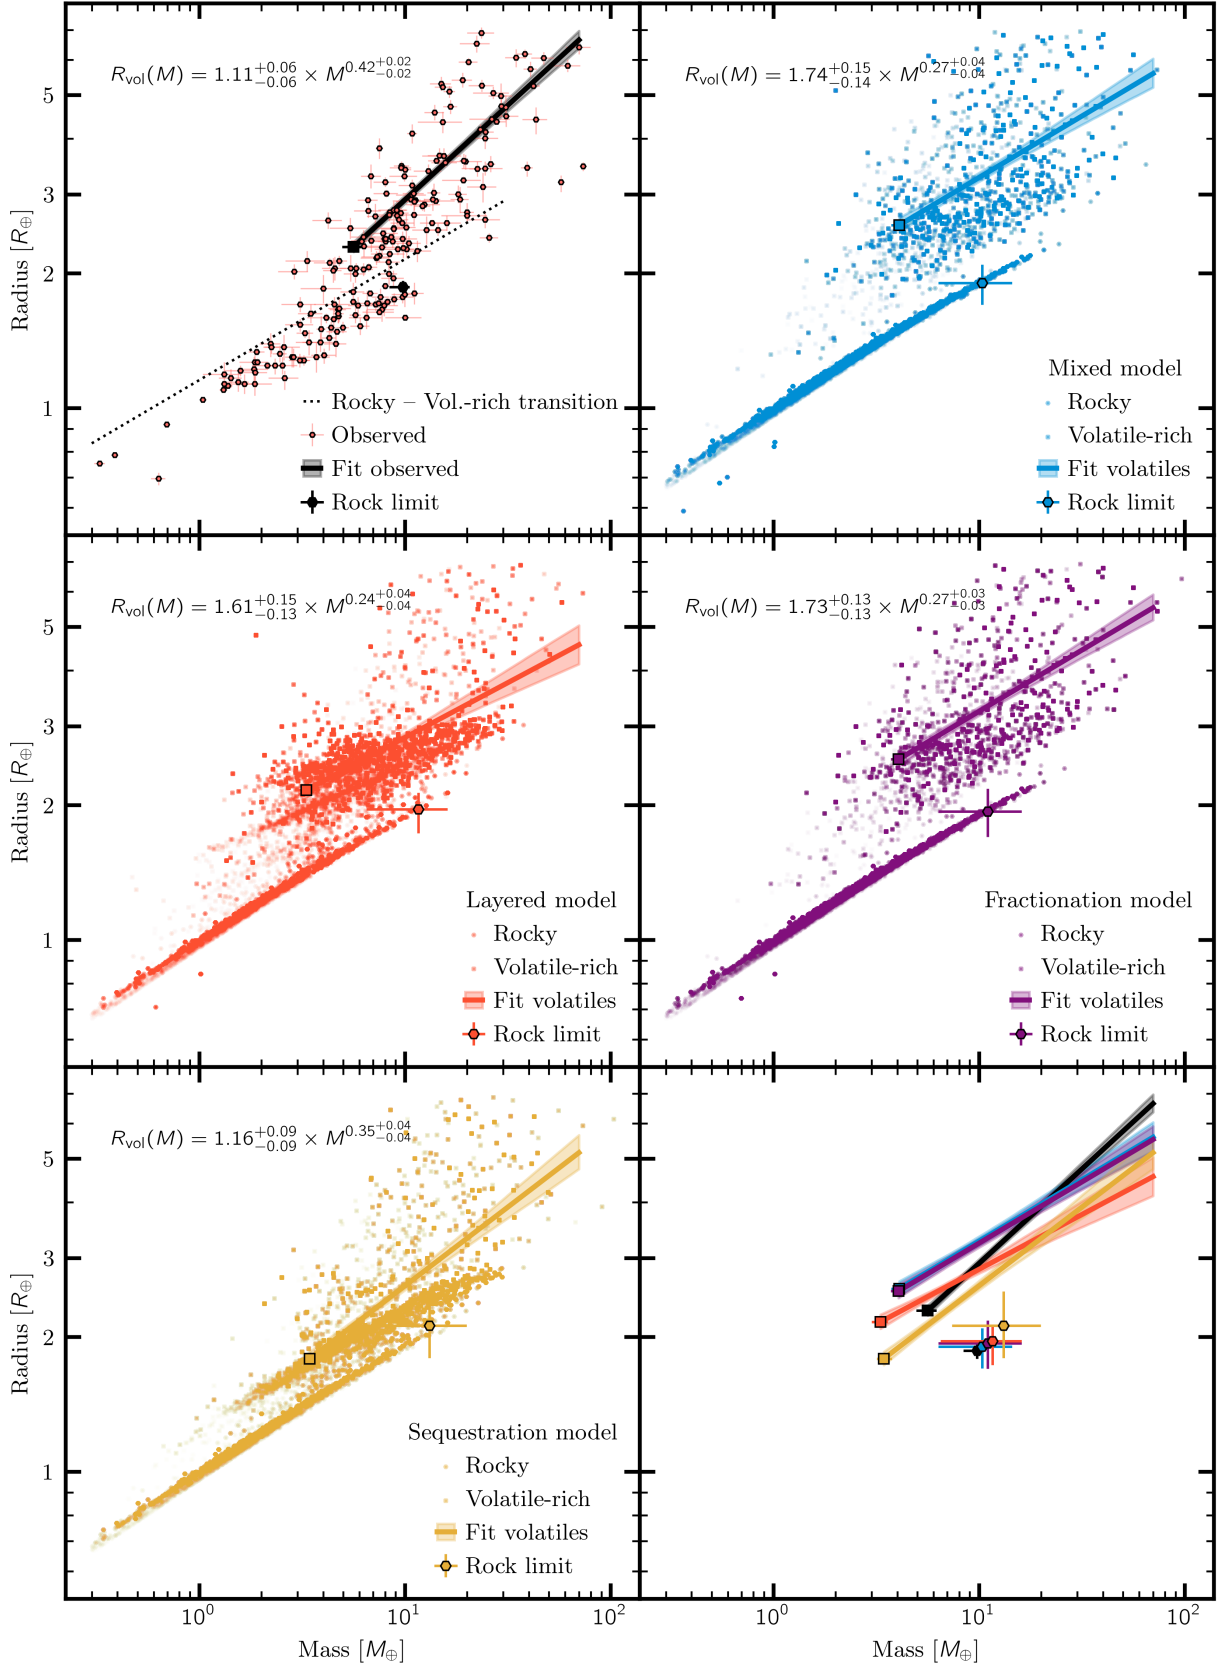 R_vol(M) = 1.11^{+0.06}_{−0.06} × M^{0.42^{+0.02}_{−0.02}}
5
3
2
1
Radius [R⊕]
Rocky – Vol.-rich transition
Observed
Fit observed
Rock limit
R_vol(M) = 1.74^{+0.15}_{−0.14} × M^{0.27^{+0.04}_{−0.04}}
Mixed model
Rocky
Volatile-rich
Fit volatiles
Rock limit
R_vol(M) = 1.61^{+0.15}_{−0.13} × M^{0.24^{+0.04}_{−0.04}}
5
3
2
1
Radius [R⊕]
Layered model
Rocky
Volatile-rich
Fit volatiles
Rock limit
R_vol(M) = 1.73^{+0.13}_{−0.13} × M^{0.27^{+0.03}_{−0.03}}
Fractionation model
Rocky
Volatile-rich
Fit volatiles
Rock limit
R_vol(M) = 1.16^{+0.09}_{−0.09} × M^{0.35^{+0.04}_{−0.04}}
5
3
2
1
Radius [R⊕]
Sequestration model
Rocky
Volatile-rich
Fit volatiles
Rock limit
10^0 10^1 10^2
Mass [M⊕]
10^0 10^1 10^2
Mass [M⊕]